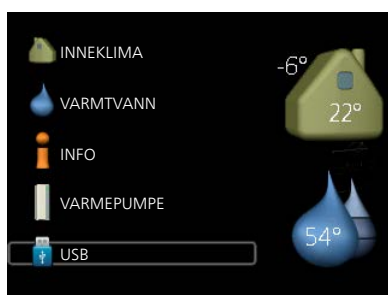 INNEKLIMA
-6°
22°
VARMTVANN
INFO
VARMEPUMPE
54°
USB